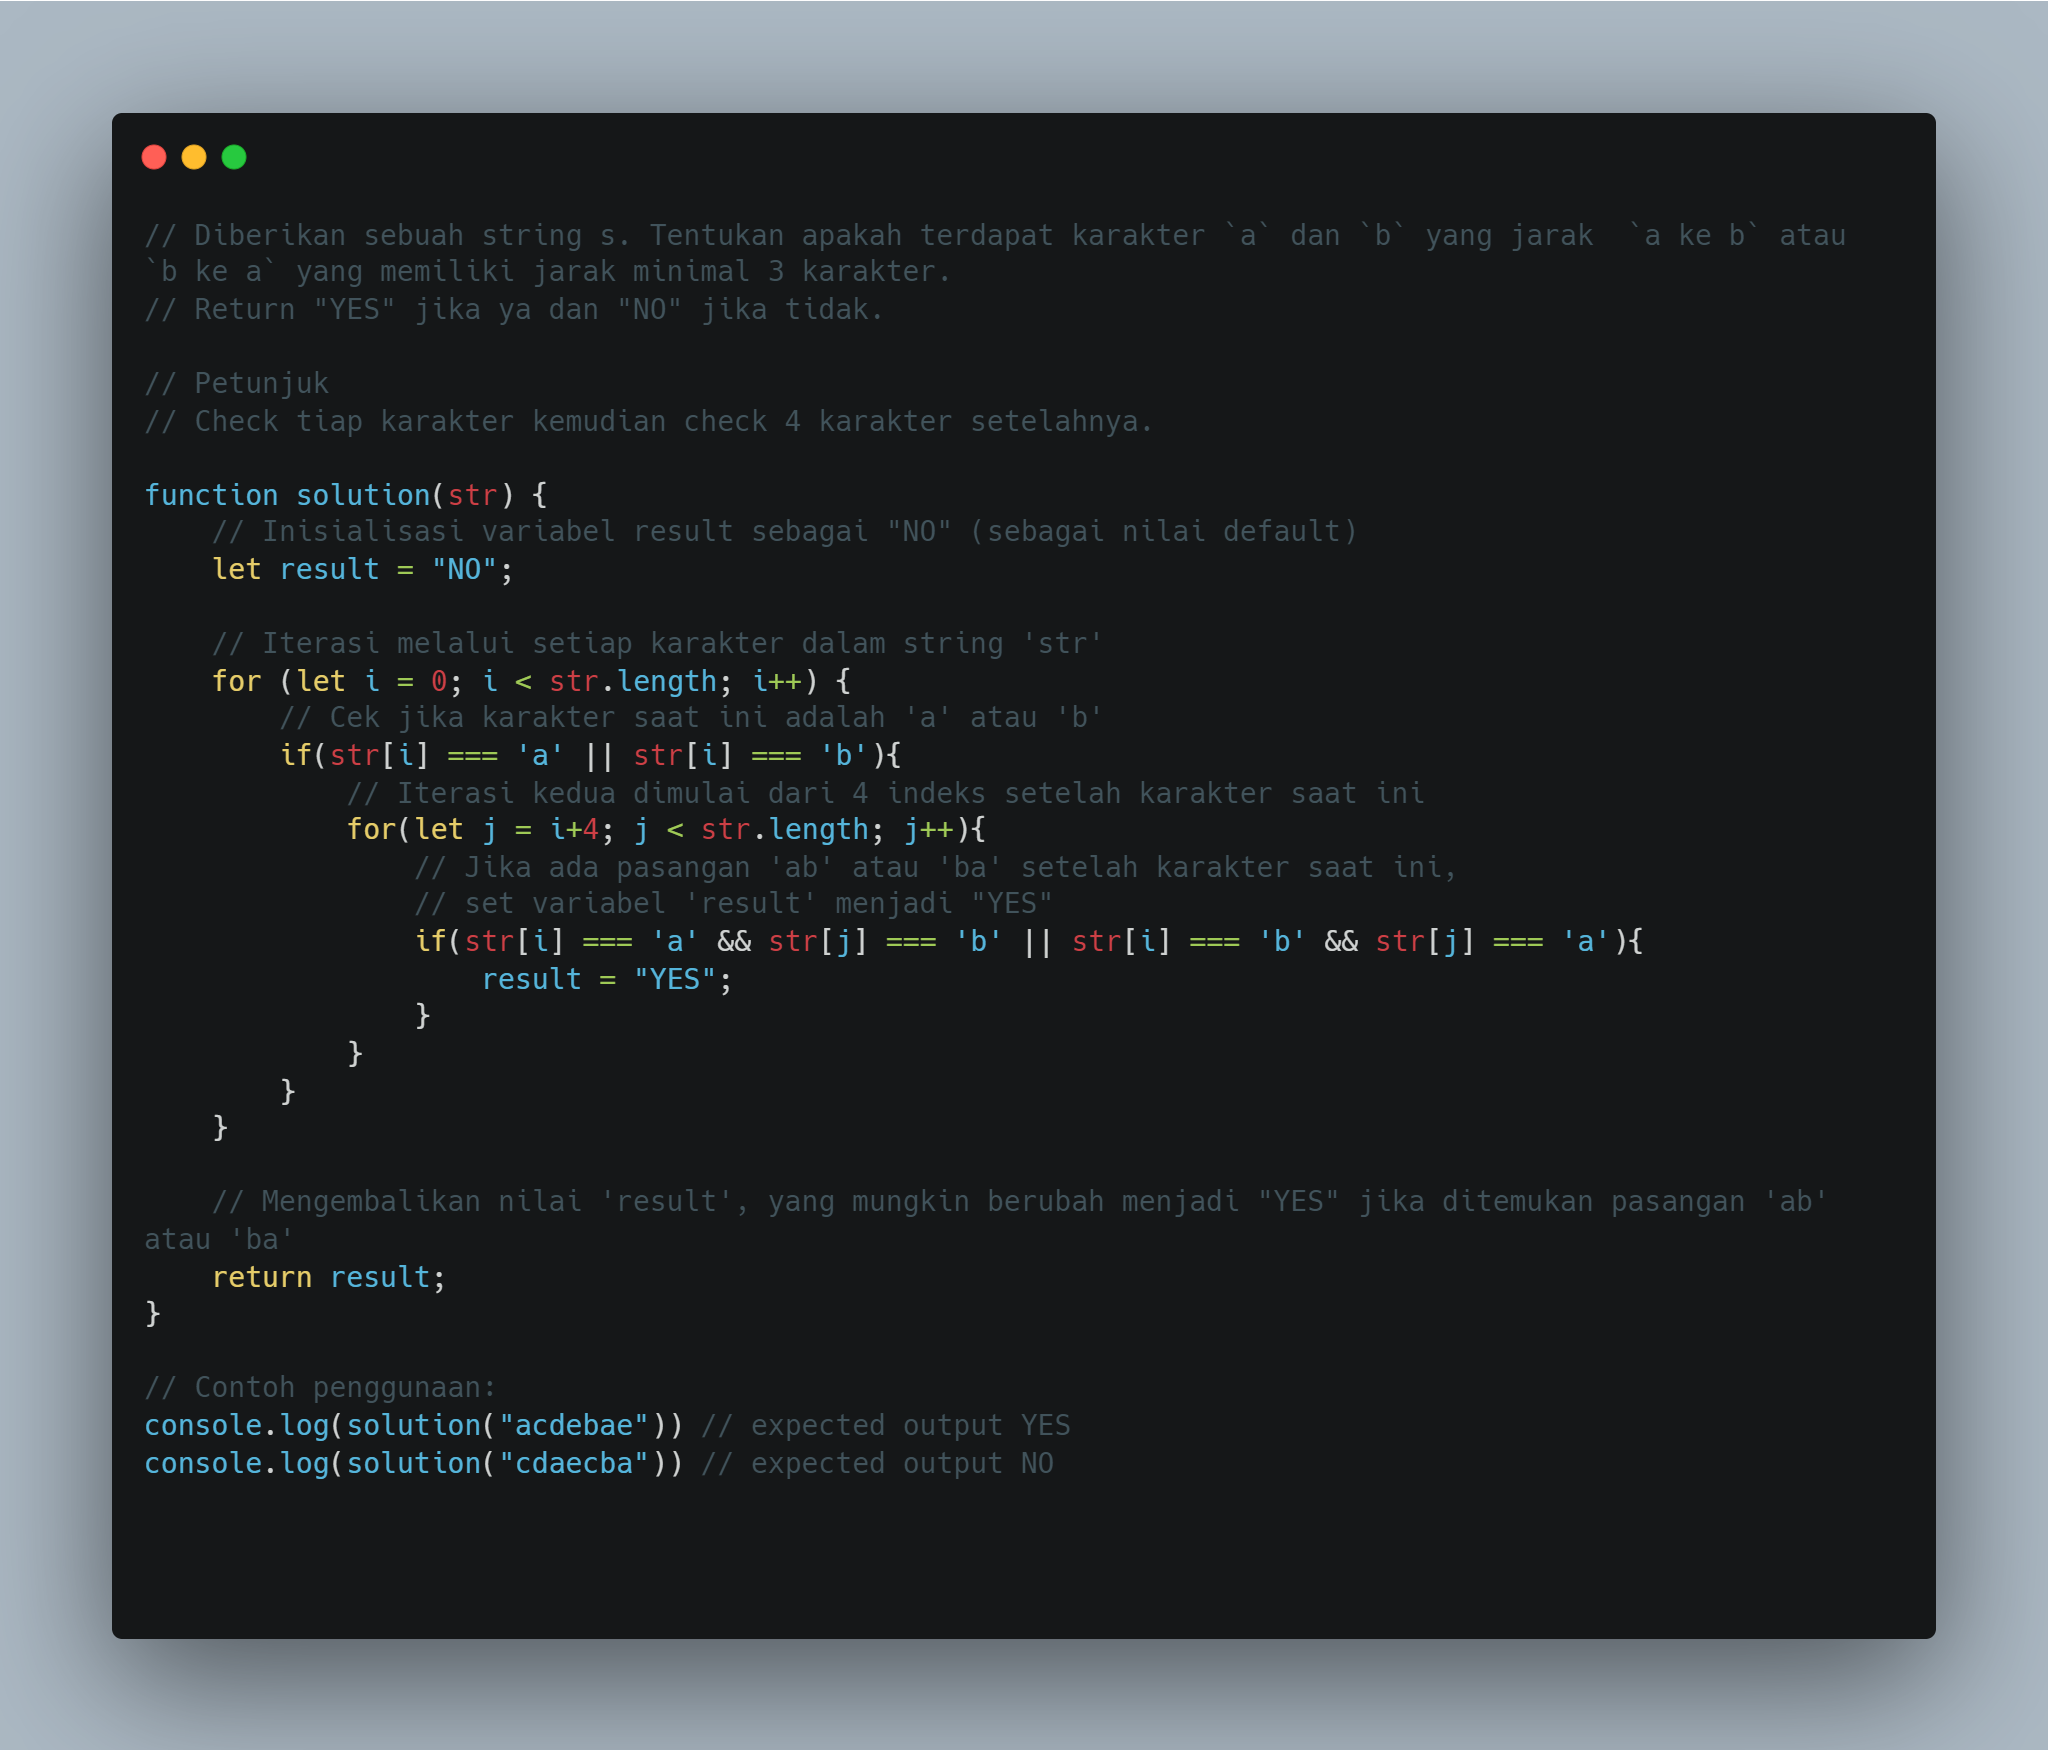 // Diberikan sebuah string s. Tentukan apakah terdapat karakter `a` dan `b` yang jarak  `a ke b` atau
`b ke a` yang memiliki jarak minimal 3 karakter.
// Return "YES" jika ya dan "NO" jika tidak.
// Petunjuk
// Check tiap karakter kemudian check 4 karakter setelahnya.
function solution(str) {
    // Inisialisasi variabel result sebagai "NO" (sebagai nilai default)
    let result = "NO";
    // Iterasi melalui setiap karakter dalam string 'str'
    for (let i = 0; i < str.length; i++) {
        // Cek jika karakter saat ini adalah 'a' atau 'b'
        if(str[i] === 'a' || str[i] === 'b'){
            // Iterasi kedua dimulai dari 4 indeks setelah karakter saat ini
            for(let j = i+4; j < str.length; j++){
                // Jika ada pasangan 'ab' atau 'ba' setelah karakter saat ini,
                // set variabel 'result' menjadi "YES"
                if(str[i] === 'a' && str[j] === 'b' || str[i] === 'b' && str[j] === 'a'){
                    result = "YES";
                }
            }
        }
    }
    // Mengembalikan nilai 'result', yang mungkin berubah menjadi "YES" jika ditemukan pasangan 'ab'
atau 'ba'
    return result;
}
// Contoh penggunaan:
console.log(solution("acdebae")) // expected output YES
console.log(solution("cdaecba")) // expected output NO